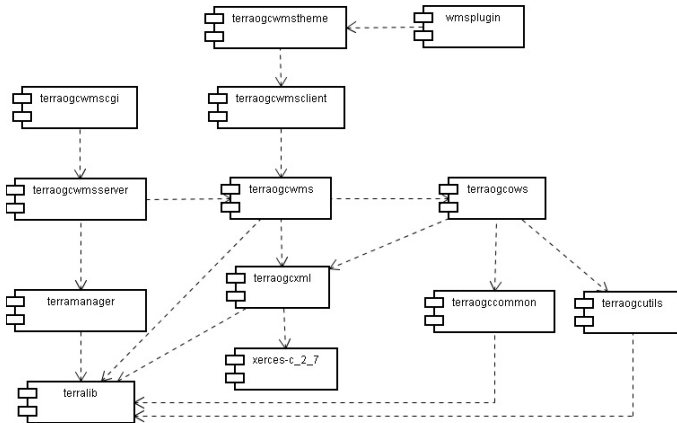 terraogcwmstheme
wmsplugin
terraogcwmscgi
terraogcwmsclient
terraogcwmsserver
terraogcwms
terraogcows
terraogcxml
terramanager
terraogccommon
terraogcutils
xerces-c_2_7
terralib